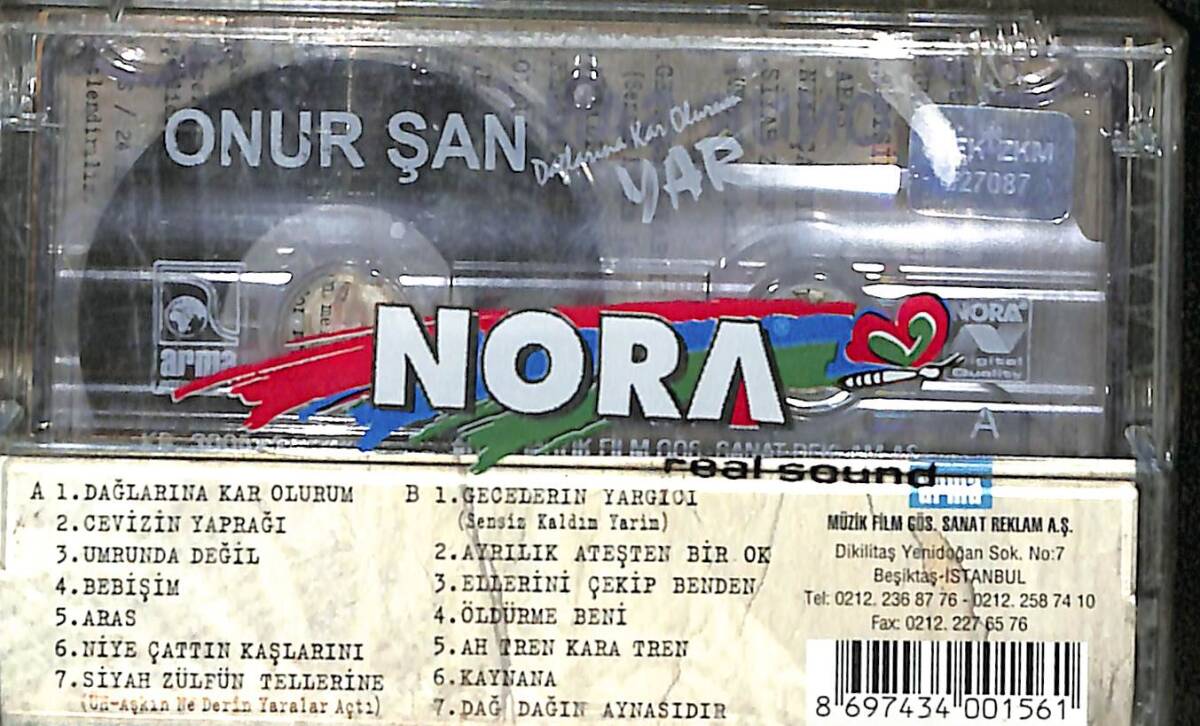 ONUR ŞAN
Dağlarına Kar Olurum
YAR
arma
NORA
Digital
Quality
A
NORA
real sound
A 1.DAĞLARINA KAR OLURUM
2.CEVİZİN YAPRAĞI
3.UMRUNDA DEĞİL
4.BEBİŞİM
5.ARAS
6.NİYE ÇATTIN KAŞLARINI
7.SİYAH ZÜLFÜN TELLERİNE
B 1.GECELERİN YARGICI
(Sensiz Kaldım Yarim)
2.AYRILIK ATEŞTEN BİR OK
3.ELLERİNİ ÇEKİP BENDEN
4.ÖLDÜRME BENİ
5.AH TREN KARA TREN
6.KAYNANA
7.DAĞ DAĞIN AYNASIDIR
arma
MÜZİK FİLM GÖS. SANAT REKLAM A.Ş.
Dikilitaş Yenidoğan Sok. No:7
Beşiktaş-İSTANBUL
Tel: 0212. 236 87 76 - 0212. 258 74 10
Fax: 0212. 227 65 76
8 697434 001561